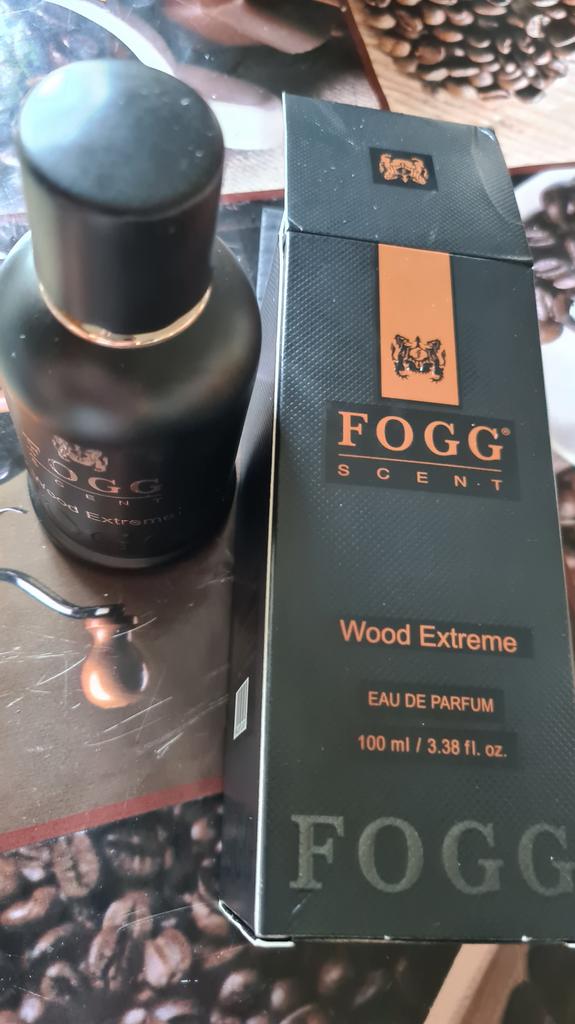 FOGG®
SCENT
Wood Extreme
EAU DE PARFUM
100 ml / 3.38 fl. oz.
FOGG
FOGG
SCENT
Wood Extreme